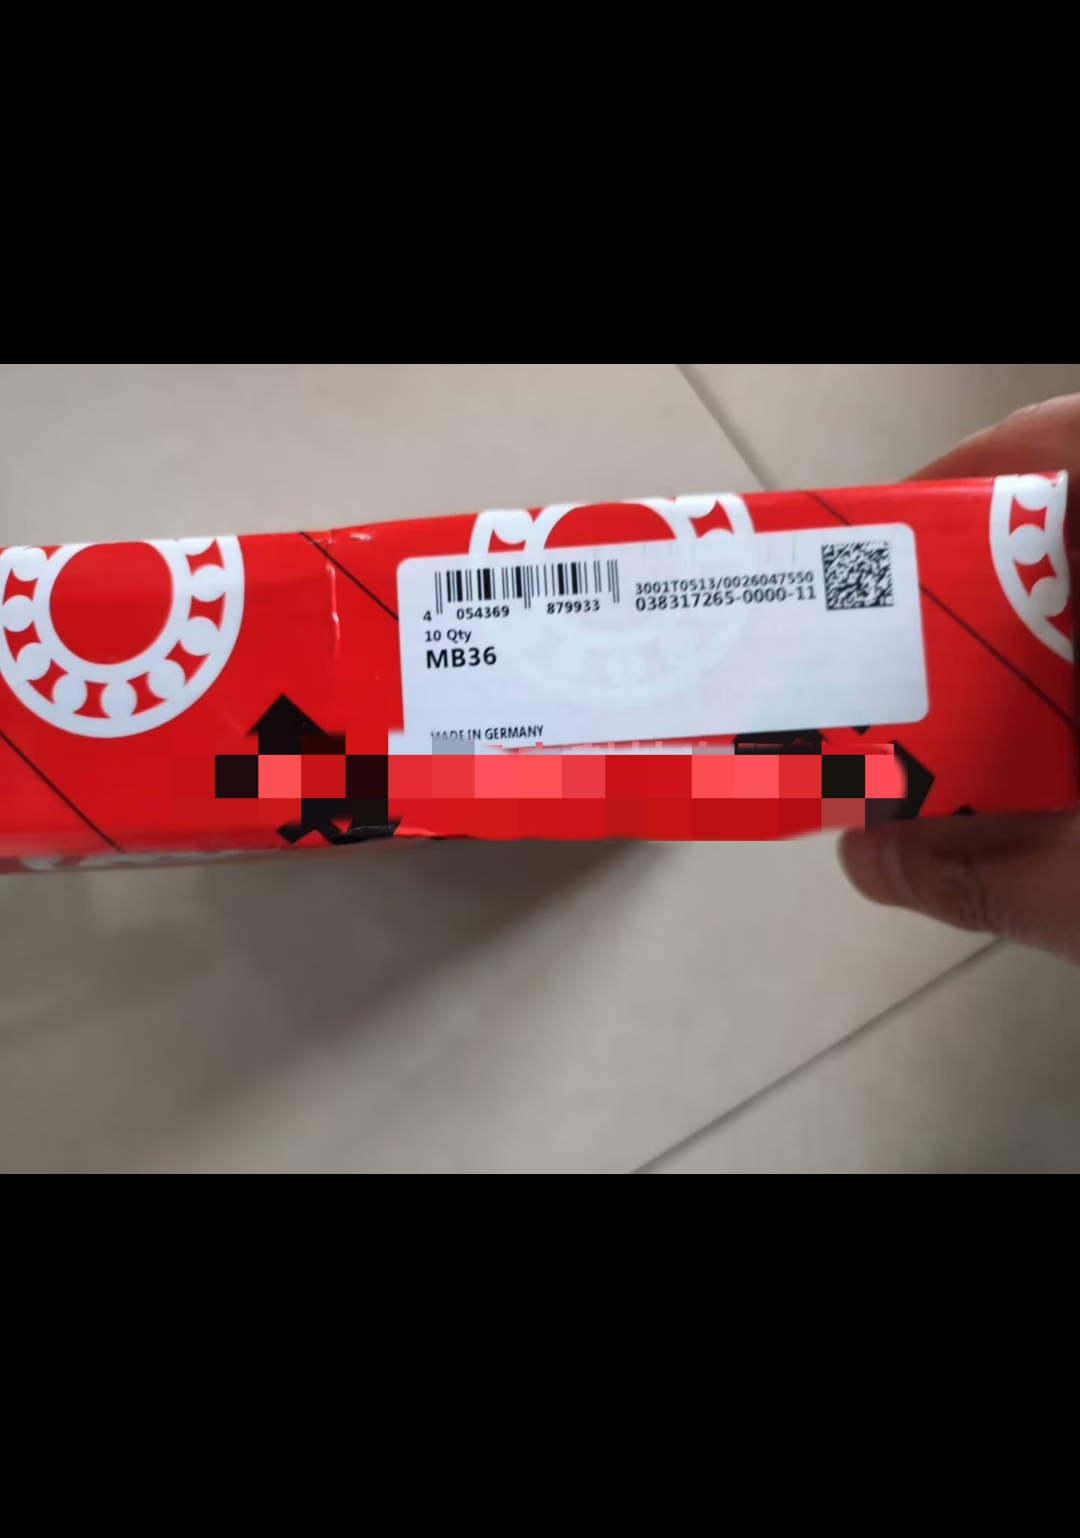 4 054369 879933
3001T0513/0026047550
038317265-0000-11
10 Qty
MB36
MADE IN GERMANY